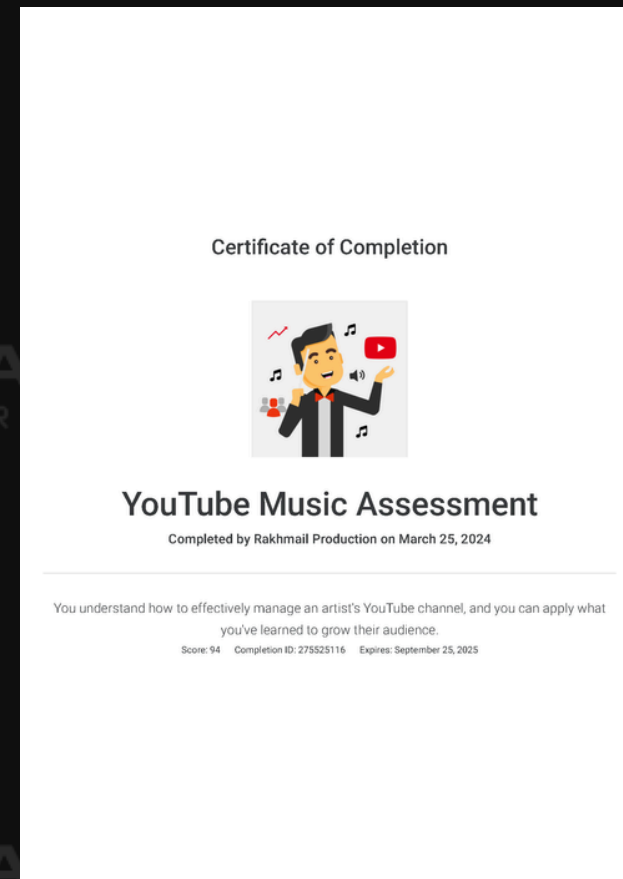 Certificate of Completion
YouTube Music Assessment
Completed by Rakhmail Production on March 25, 2024
You understand how to effectively manage an artist's YouTube channel, and you can apply what
you've learned to grow their audience.
Score: 94 Completion ID: 275525116 Expires: September 25, 2025